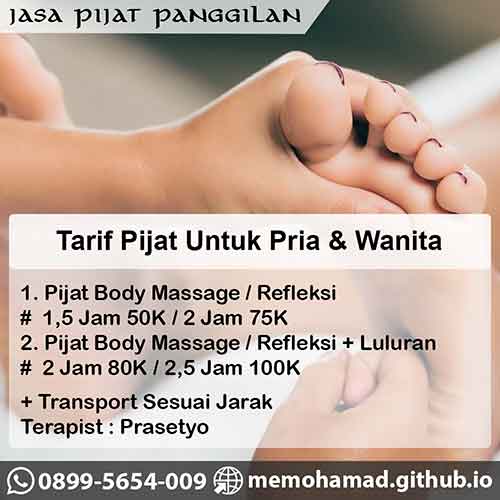 JASA PIJAT PANGGILAN
Tarif Pijat Untuk Pria & Wanita
1. Pijat Body Massage / Refleksi
# 1,5 Jam 50K / 2 Jam 75K
2. Pijat Body Massage / Refleksi + Luluran
# 2 Jam 80K / 2,5 Jam 100K
+ Transport Sesuai Jarak
Terapist : Prasetyo
0899-5654-009 memohamad.github.io